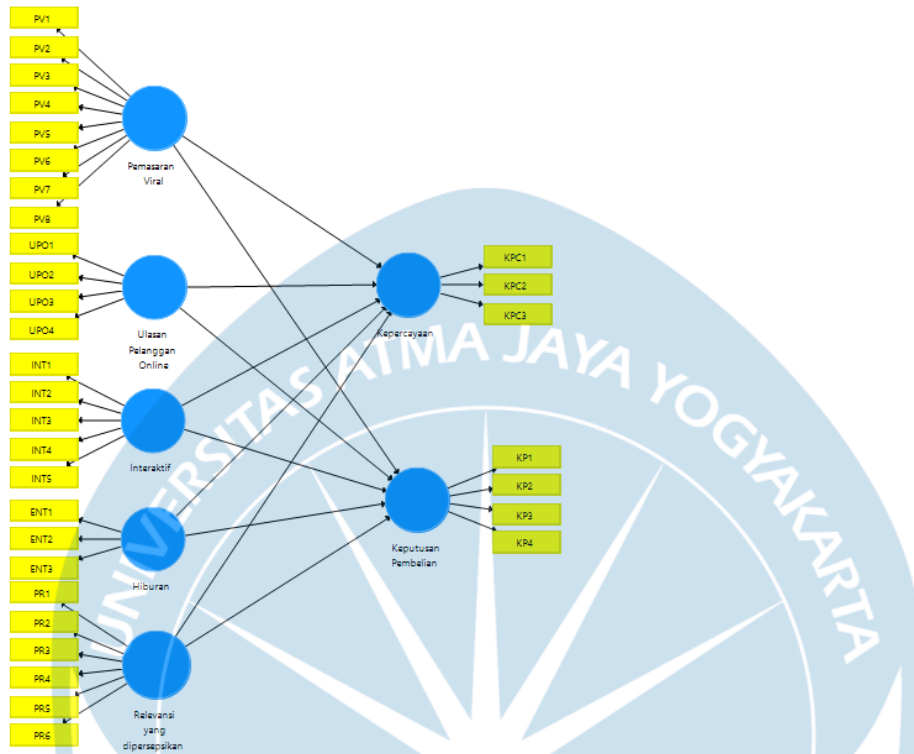 PV1
PV2
PV3
PV4
PV5
PV6
PV7
PV8
Pemasaran
Viral
UPO1
UPO2
UPO3
UPO4
Ulasan
Pelanggan
Online
INT1
INT2
INT3
INT4
INT5
Interaktif
ENT1
ENT2
ENT3
Hiburan
PR1
PR2
PR3
PR4
PR5
PR6
Relevansi
yang
dipersepsikan
KPC1
KPC2
KPC3
Kepercayaan
KP1
KP2
KP3
KP4
Keputusan
Pembelian
UNIVERSITAS ATMA JAYA YOGYAKARTA